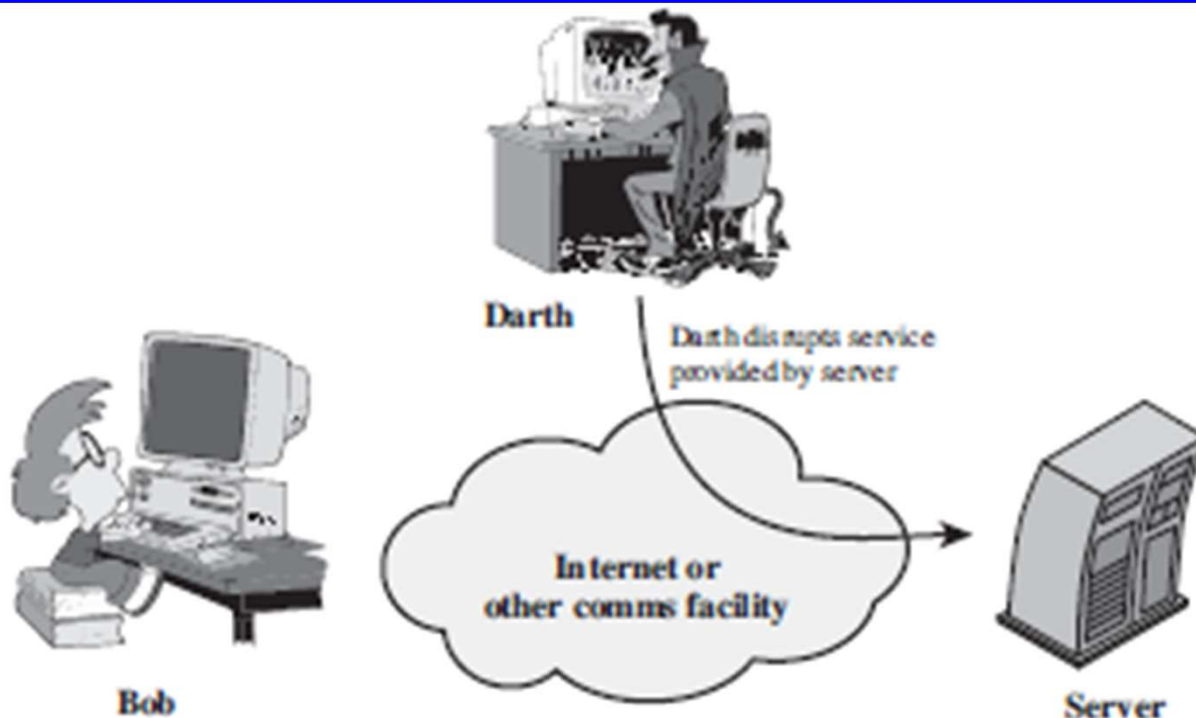 Darth
Darth disrupts service
provided by server
Internet or
other comms facility
Bob
Server